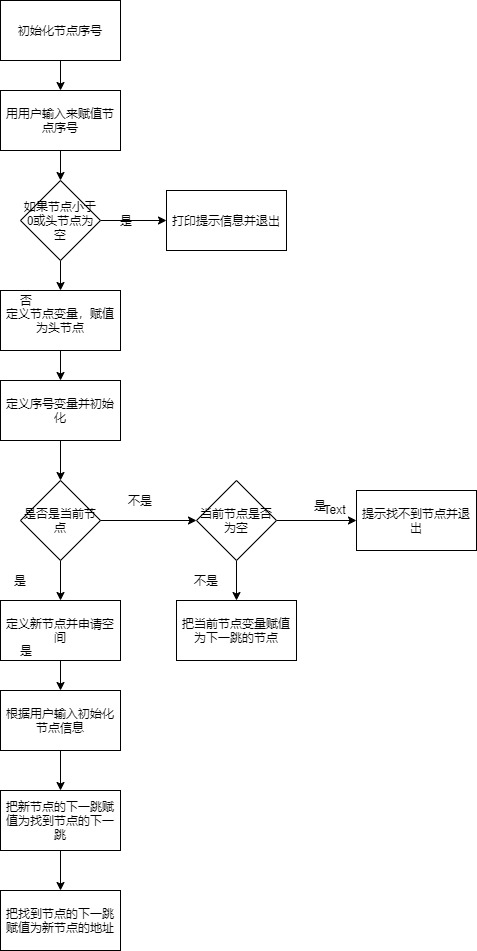 初始化节点序号
用用户输入来赋值节
点序号
如果节点小于
0或头节点为
空
是
打印提示信息并退出
否
定义节点变量，赋值
为头节点
定义序号变量并初始
化
是否是当前节
点
不是
当前节点是否
为空
是
Text
提示找不到节点并退
出
是
不是
定义新节点并申请空
间
是
把当前节点变量赋值
为下一跳的节点
根据用户输入初始化
节点信息
把新节点的下一跳赋
值为找到节点的下一
跳
把找到节点的下一跳
赋值为新节点的地址